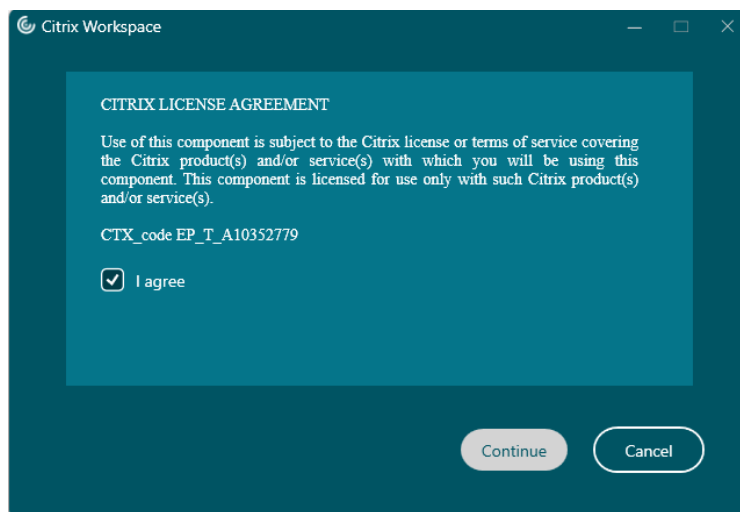 Citrix Workspace
CITRIX LICENSE AGREEMENT
Use of this component is subject to the Citrix license or terms of service covering
the Citrix product(s) and/or service(s) with which you will be using this
component. This component is licensed for use only with such Citrix product(s)
and/or service(s).
CTX_code EP_T_A10352779
I agree
Continue
Cancel